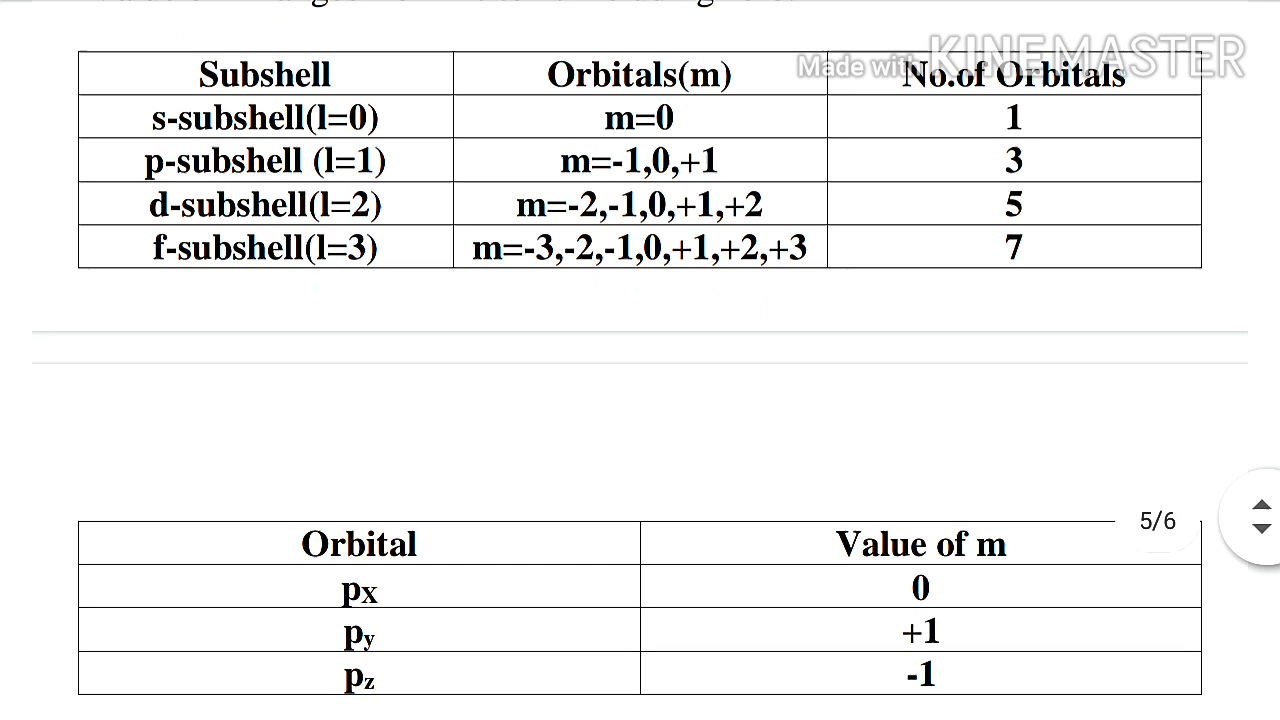 Made with KINEMASTER
Subshell Orbitals(m) No.of Orbitals
s-subshell(l=0) m=0 1
p-subshell (l=1) m=-1,0,+1 3
d-subshell(l=2) m=-2,-1,0,+1,+2 5
f-subshell(l=3) m=-3,-2,-1,0,+1,+2,+3 7
5/6
Orbital Value of m
px 0
py +1
pz -1